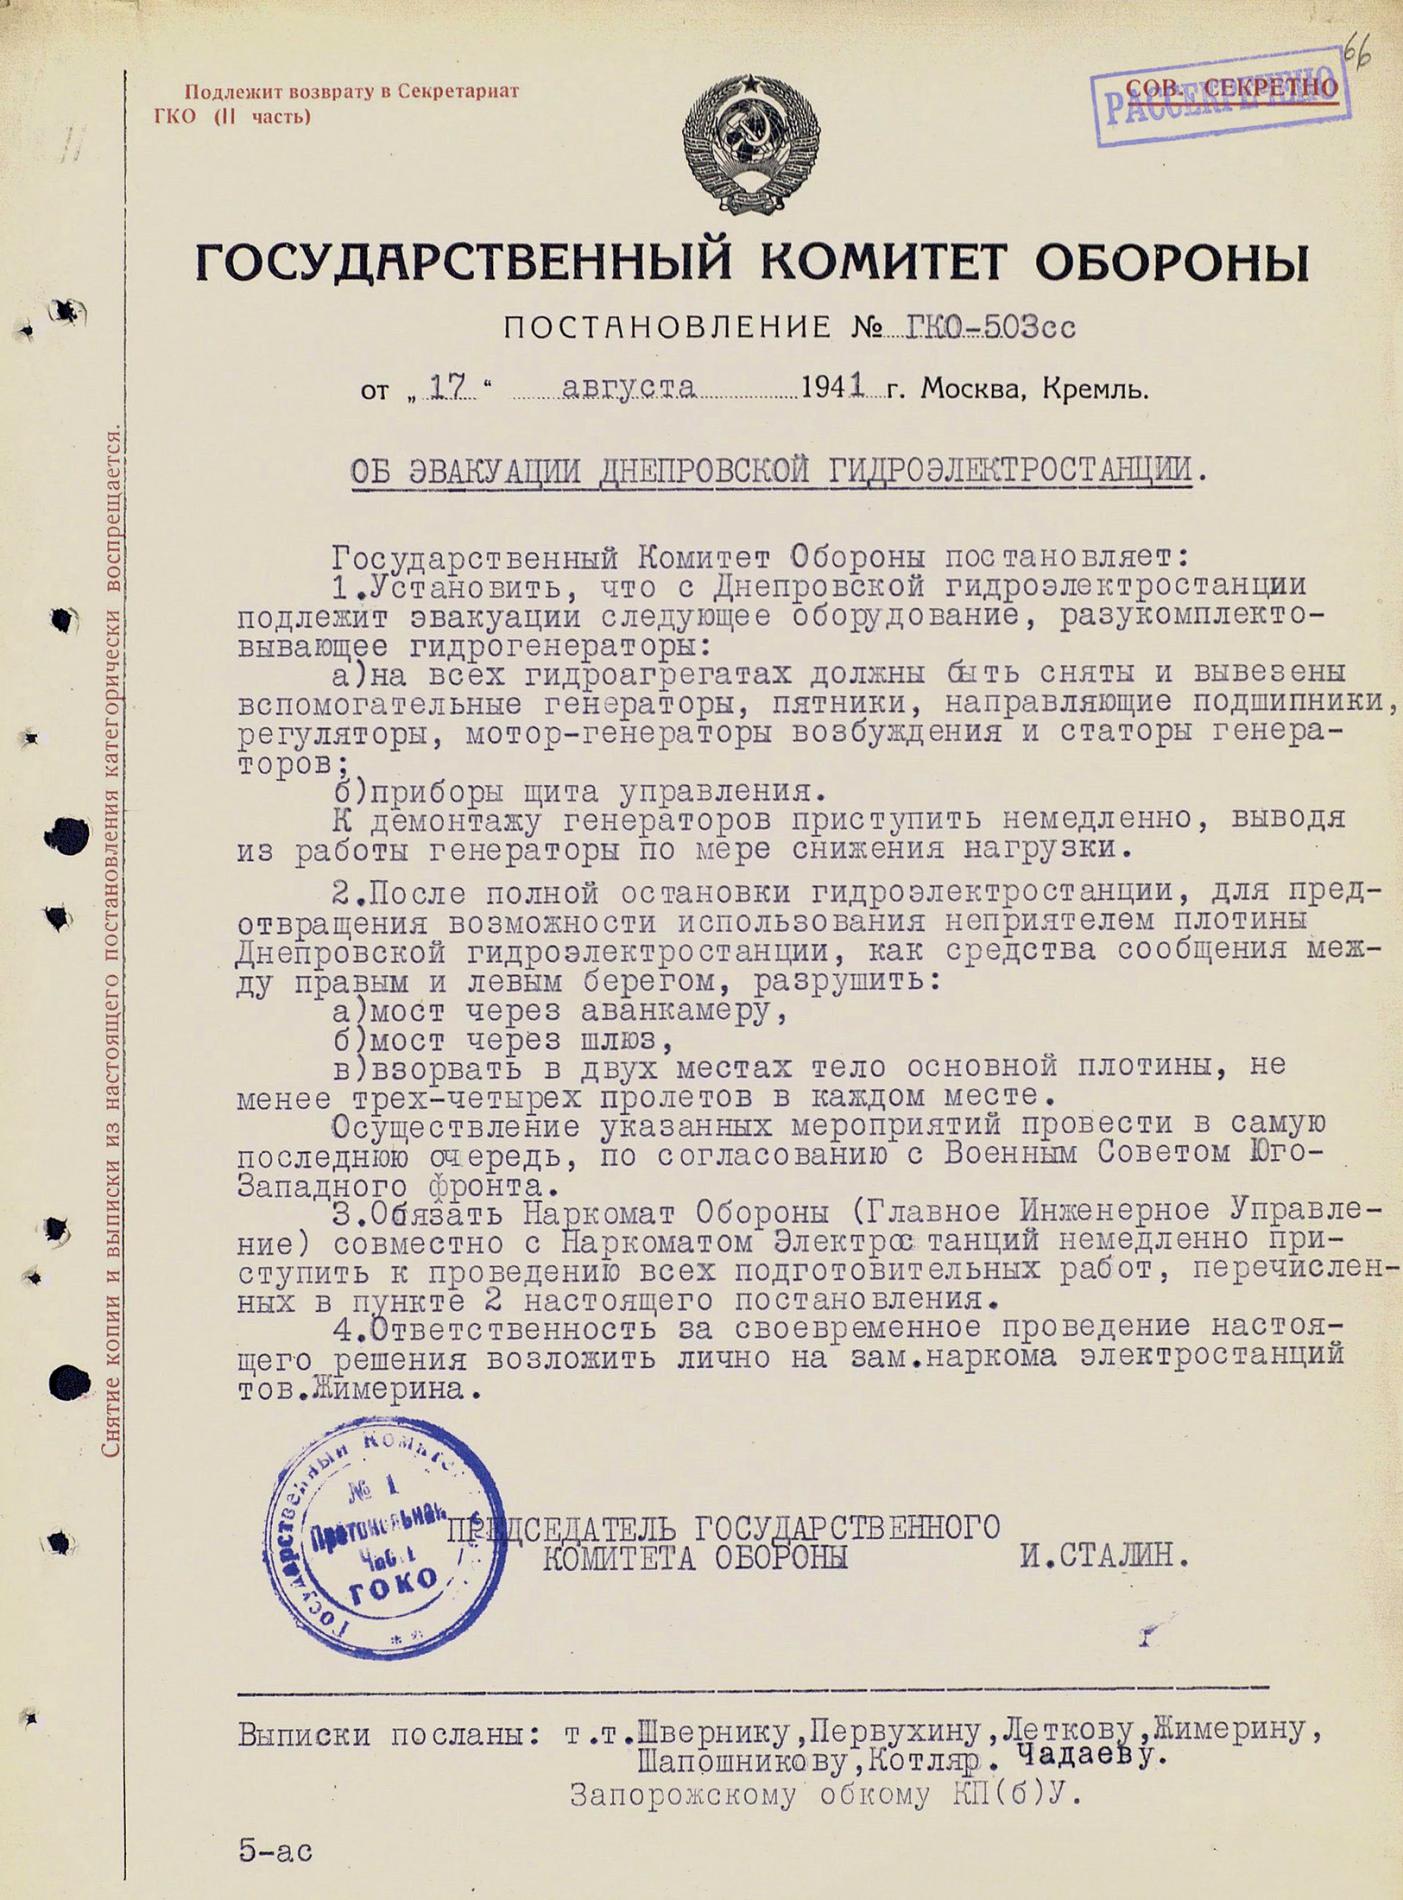 66
Подлежит возврату в Секретариат
ГКО (II часть)
СОВ. СЕКРЕТНО
РАССЕКРЕЧЕНО
11
ГОСУДАРСТВЕННЫЙ КОМИТЕТ ОБОРОНЫ
ПОСТАНОВЛЕНИЕ № ГКО-503сс
от „17“ августа 1941 г. Москва, Кремль.
ОБ ЭВАКУАЦИИ ДНЕПРОВСКОЙ ГИДРОЭЛЕКТРОСТАНЦИИ.
Государственный Комитет Обороны постановляет:
1.Установить, что с Днепровской гидроэлектростанции
подлежит эвакуации следующее оборудование, разукомплекто-
вывающее гидрогенераторы:
а)на всех гидроагрегатах должны быть сняты и вывезены
вспомогательные генераторы, пятники, направляющие подшипники,
регуляторы, мотор-генераторы возбуждения и статоры генера-
торов;
б)приборы щита управления.
К демонтажу генераторов приступить немедленно, выводя
из работы генераторы по мере снижения нагрузки.
2.После полной остановки гидроэлектростанции, для пред-
отвращения возможности использования неприятелем плотины
Днепровской гидроэлектростанции, как средства сообщения меж-
ду правым и левым берегом, разрушить:
а)мост через аванкамеру,
б)мост через шлюз,
в)взорвать в двух местах тело основной плотины, не
менее трех-четырех пролетов в каждом месте.
Осуществление указанных мероприятий провести в самую
последнюю очередь, по согласованию с Военным Советом Юго-
Западного фронта.
3.Обязать Наркомат Обороны (Главное Инженерное Управле-
ние) совместно с Наркоматом Электростанций немедленно при-
ступить к проведению всех подготовительных работ, перечислен-
ных в пункте 2 настоящего постановления.
4.Ответственность за своевременное проведение настоя-
щего решения возложить лично на зам.наркома электростанций
тов.Жимерина.
Государственный Комитет
№ 1
Протокольная
Часть
ГОКО
ПРЕДСЕДАТЕЛЬ ГОСУДАРСТВЕННОГО
КОМИТЕТА ОБОРОНЫ И.СТАЛИН.
Выписки посланы: т.т.Швернику,Первухину,Леткову,Жимерину,
Шапошникову,Котляр. Чадаеву.
Запорожскому обкому КП(б)У.
5-ас
Снятие копии и выписки из настоящего постановления категорически воспрещается.